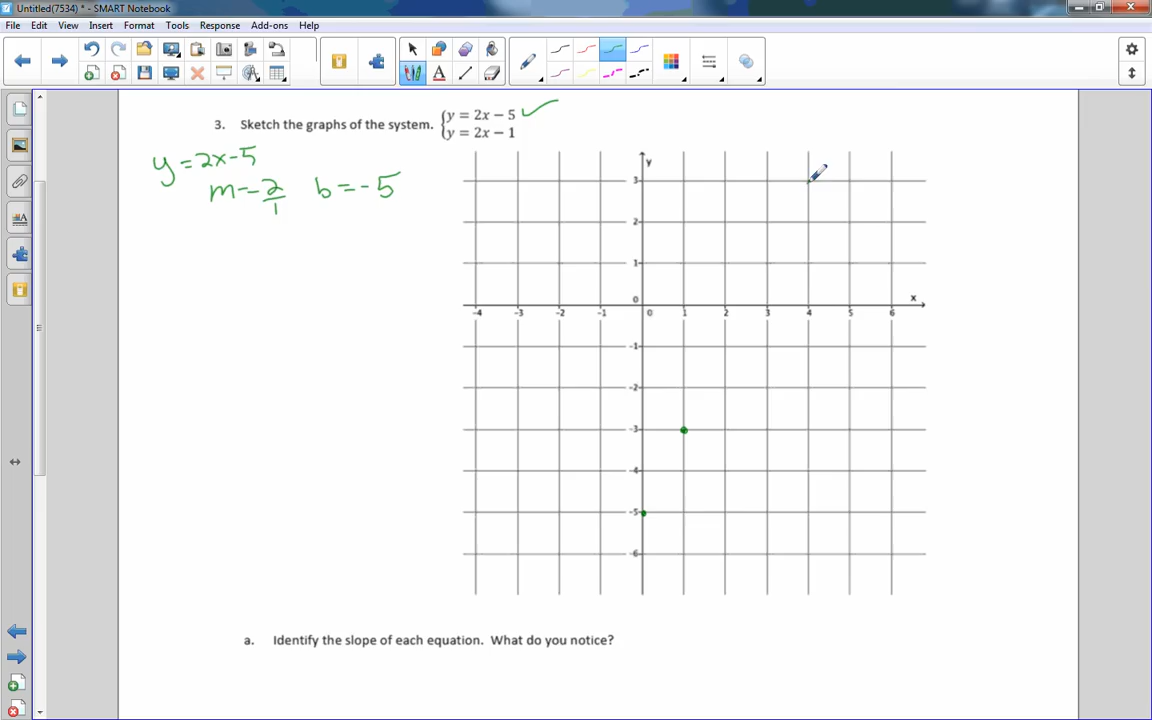 Untitled(7534) * - SMART Notebook
File Edit View Insert Format Tools Response Add-ons Help
3. Sketch the graphs of the system. {y = 2x − 5 ✓
y = 2x − 1
y = 2x-5
m = 2/1 b = -5
y
3
2
1
0
x
-4 -3 -2 -1 0 1 2 3 4 5 6
-1
-2
-3
-4
-5
-6
a. Identify the slope of each equation. What do you notice?